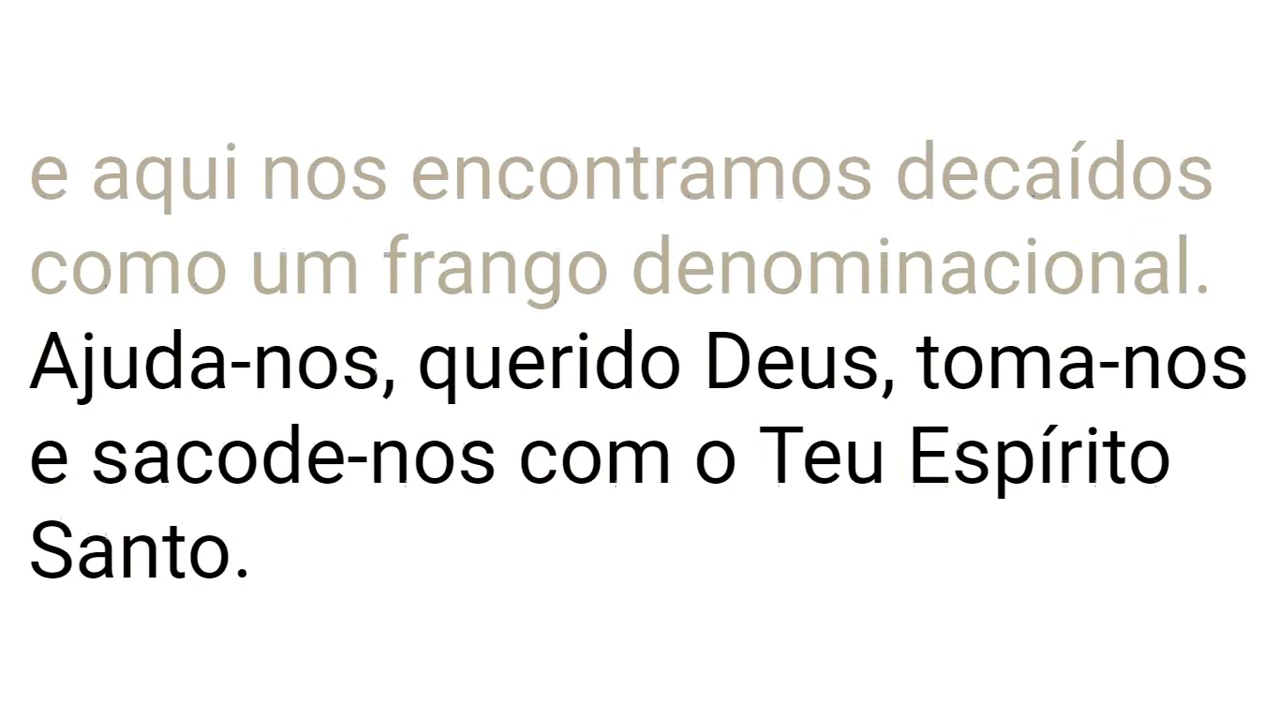 e aqui nos encontramos decaídos
como um frango denominacional.
Ajuda-nos, querido Deus, toma-nos
e sacode-nos com o Teu Espírito
Santo.